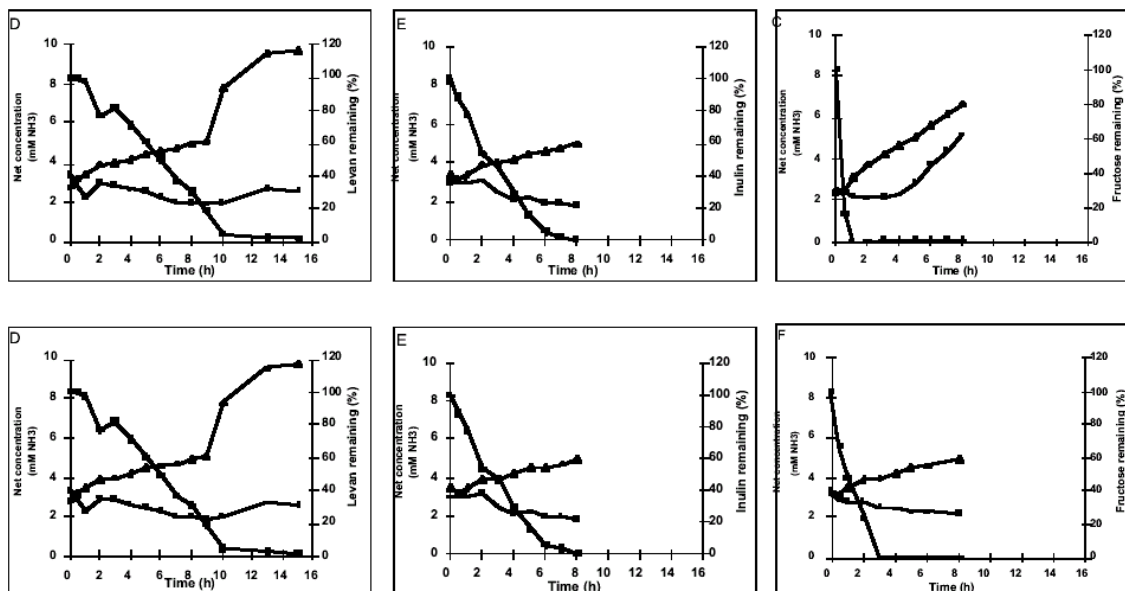 D
Net concentration
(mM NH3)
10
8
6
4
2
0
120
100
80
60
40
20
0
Levan remaining (%)
0 2 4 6 8 10 12 14 16
Time (h)
E
Net concentration
(mM NH3)
10
8
6
4
2
0
120
100
80
60
40
20
0
Inulin remaining (%)
0 2 4 6 8 10 12 14 16
Time (h)
C
Net concentration
(mM NH3)
10
8
6
4
2
0
120
100
80
60
40
20
0
Fructose remaining (%)
0 2 4 6 8 10 12 14 16
Time (h)
D
Net concentration
(mM NH3)
10
8
6
4
2
0
120
100
80
60
40
20
0
Levan remaining (%)
0 2 4 6 8 10 12 14 16
Time (h)
E
Net concentration
(mM NH3)
10
8
6
4
2
0
120
100
80
60
40
20
0
Inulin remaining (%)
0 2 4 6 8 10 12 14 16
Time (h)
F
Net concentration
(mM NH3)
10
8
6
4
2
0
120
100
80
60
40
20
0
Fructose remaining (%)
0 2 4 6 8 10 12 14 16
Time (h)